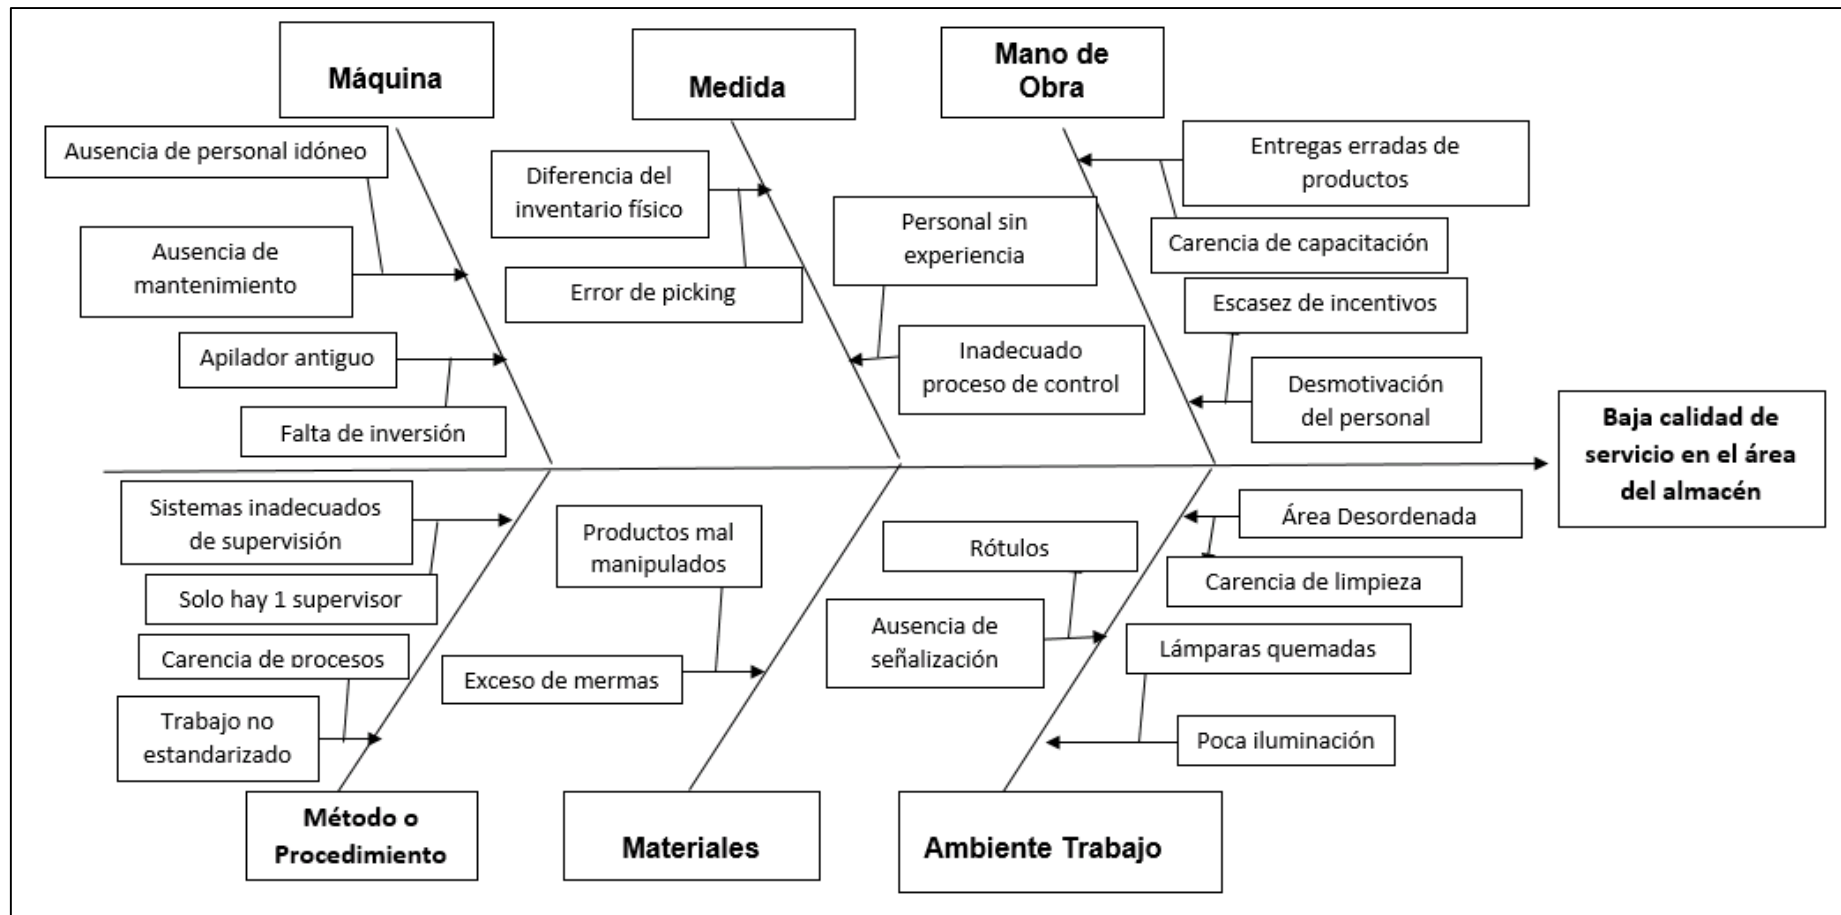 Máquina
Medida
Mano de
Obra
Ausencia de personal idóneo
Ausencia de
mantenimiento
Apilador antiguo
Falta de inversión
Diferencia del
inventario físico
Error de picking
Personal sin
experiencia
Inadecuado
proceso de control
Entregas erradas de
productos
Carencia de capacitación
Escasez de incentivos
Desmotivación
del personal
Baja calidad de
servicio en el área
del almacén
Sistemas inadecuados
de supervisión
Solo hay 1 supervisor
Carencia de procesos
Trabajo no
estandarizado
Productos mal
manipulados
Exceso de mermas
Rótulos
Ausencia de
señalización
Área Desordenada
Carencia de limpieza
Lámparas quemadas
Poca iluminación
Método o
Procedimiento
Materiales
Ambiente Trabajo